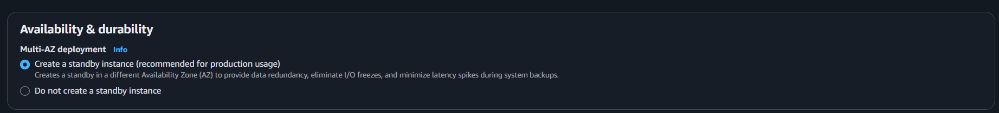 Availability & durability
Multi-AZ deployment Info
Create a standby instance (recommended for production usage)
Creates a standby in a different Availability Zone (AZ) to provide data redundancy, eliminate I/O freezes, and minimize latency spikes during system backups.
Do not create a standby instance